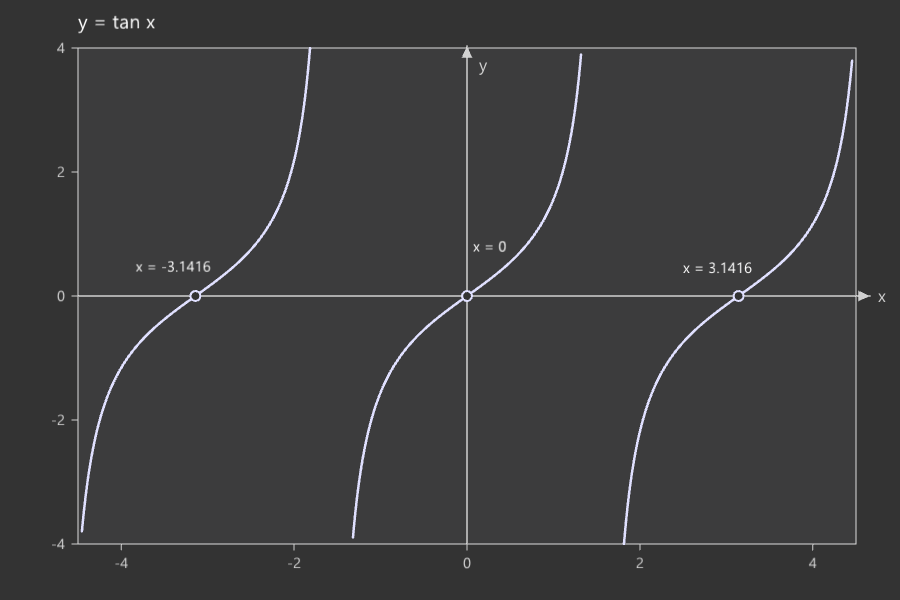 y = tan x
4
y
2
x = 0
x = -3.1416
x = 3.1416
0
x
-2
-4
-4
-2
0
2
4